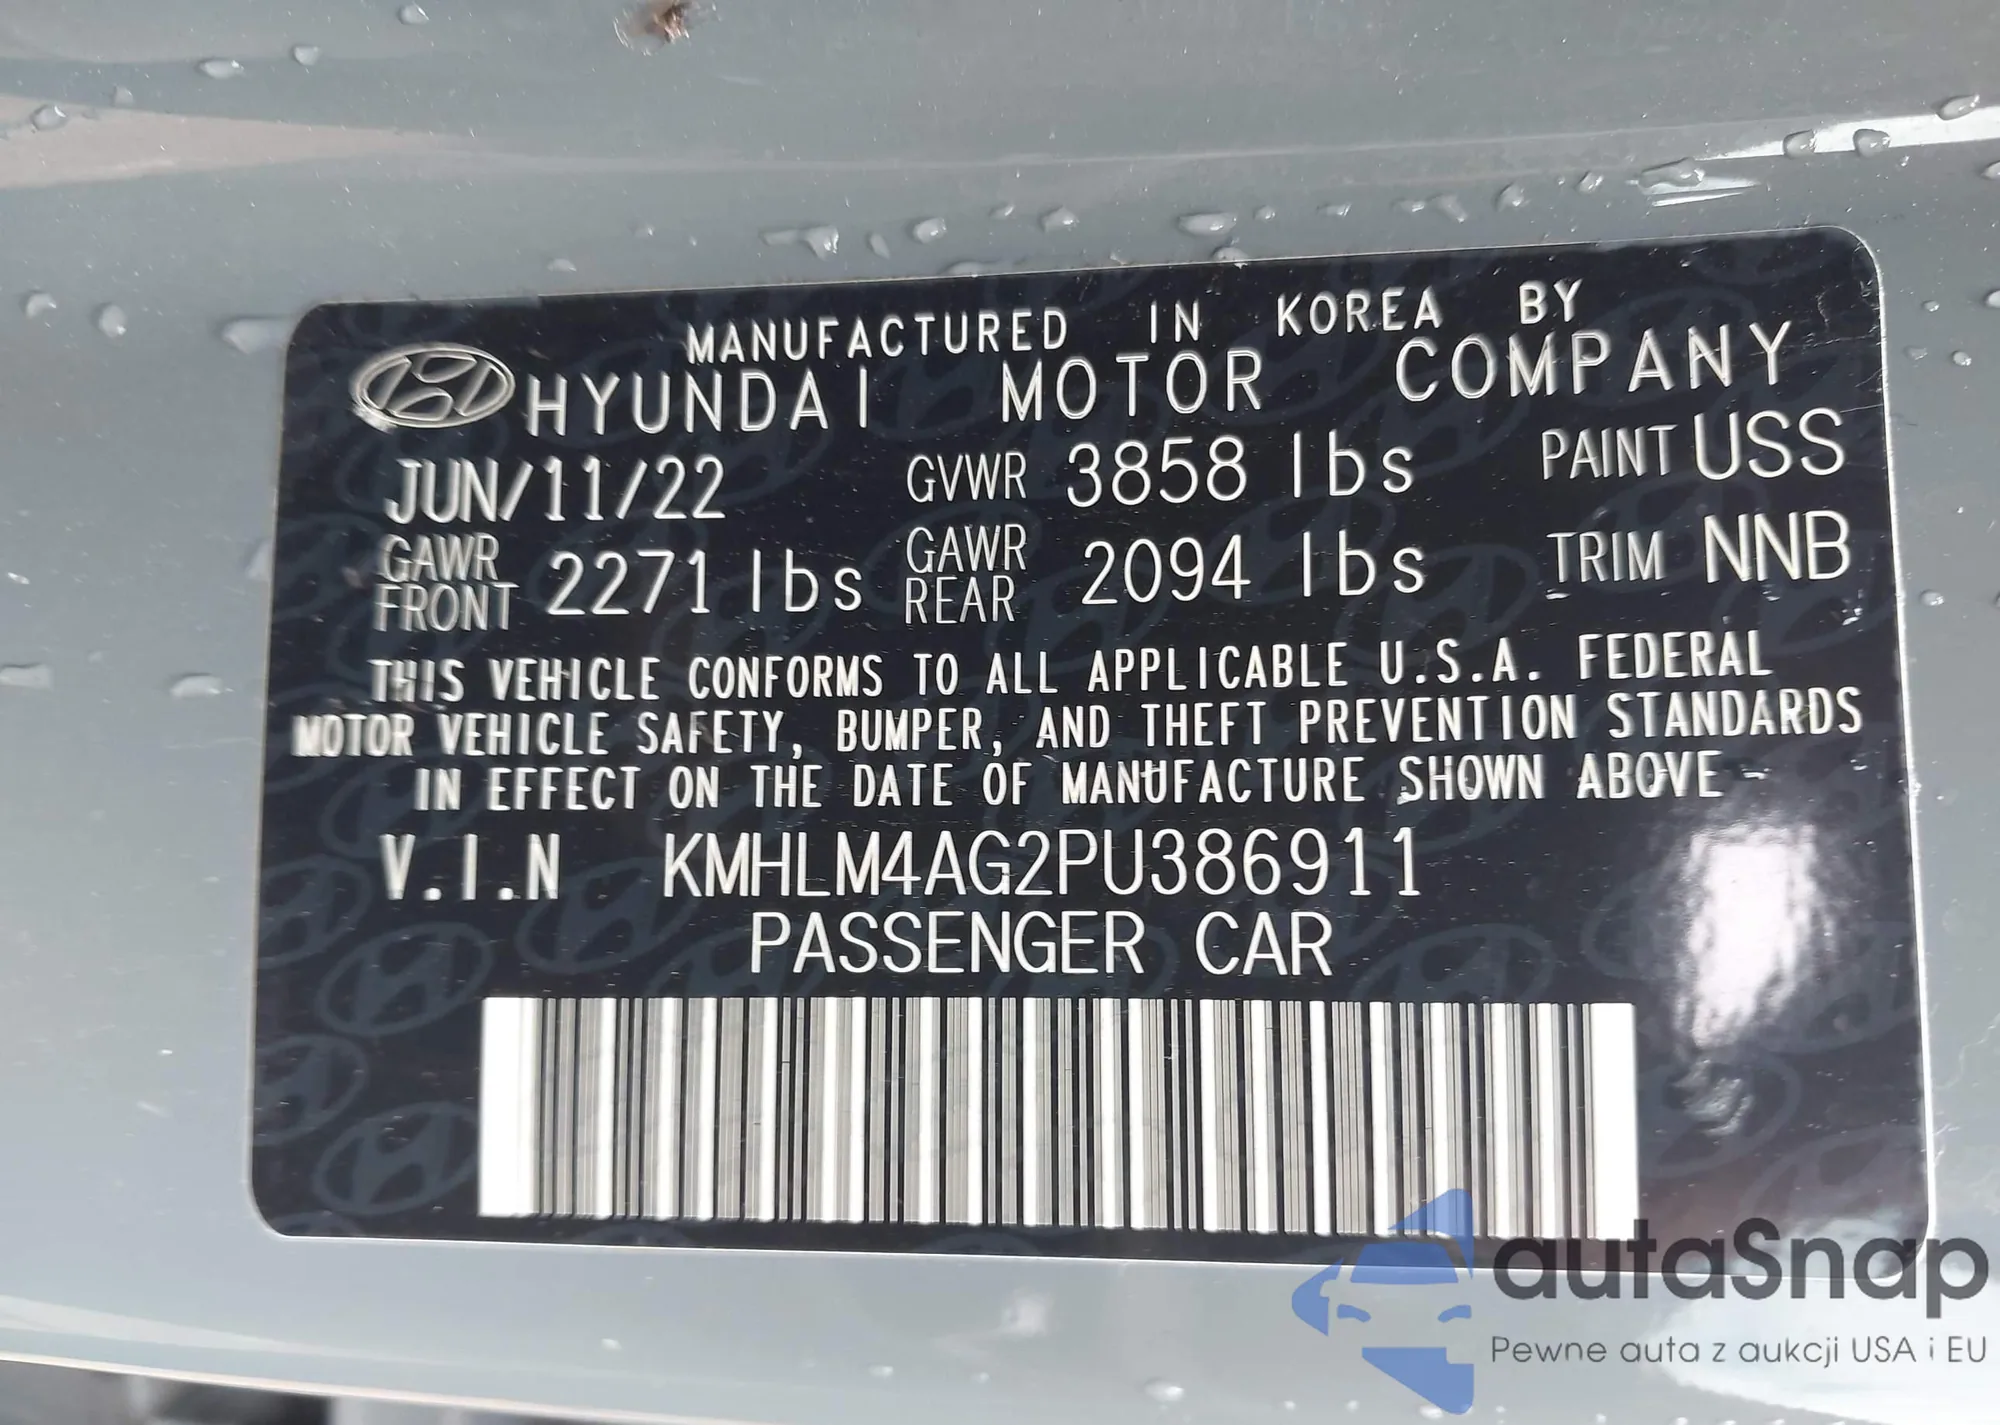 MANUFACTURED IN KOREA BY
HYUNDAI MOTOR COMPANY
JUN/11/22 GVWR 3858 lbs PAINT USS
GAWR FRONT 2271 lbs GAWR REAR 2094 lbs TRIM NNB
THIS VEHICLE CONFORMS TO ALL APPLICABLE U.S.A. FEDERAL
MOTOR VEHICLE SAFETY, BUMPER, AND THEFT PREVENTION STANDARDS
IN EFFECT ON THE DATE OF MANUFACTURE SHOWN ABOVE
V.I.N KMHLM4AG2PU386911
PASSENGER CAR
autaSnap
Pewne auta z aukcji USA i EU